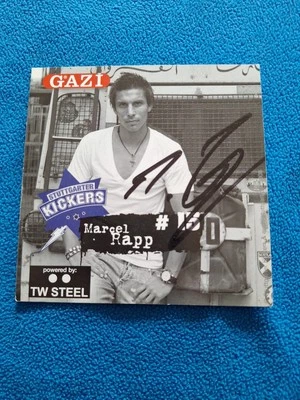 GAZI
STUTTGARTER
KICKERS
Marcel
Rapp
powered by:
TW STEEL